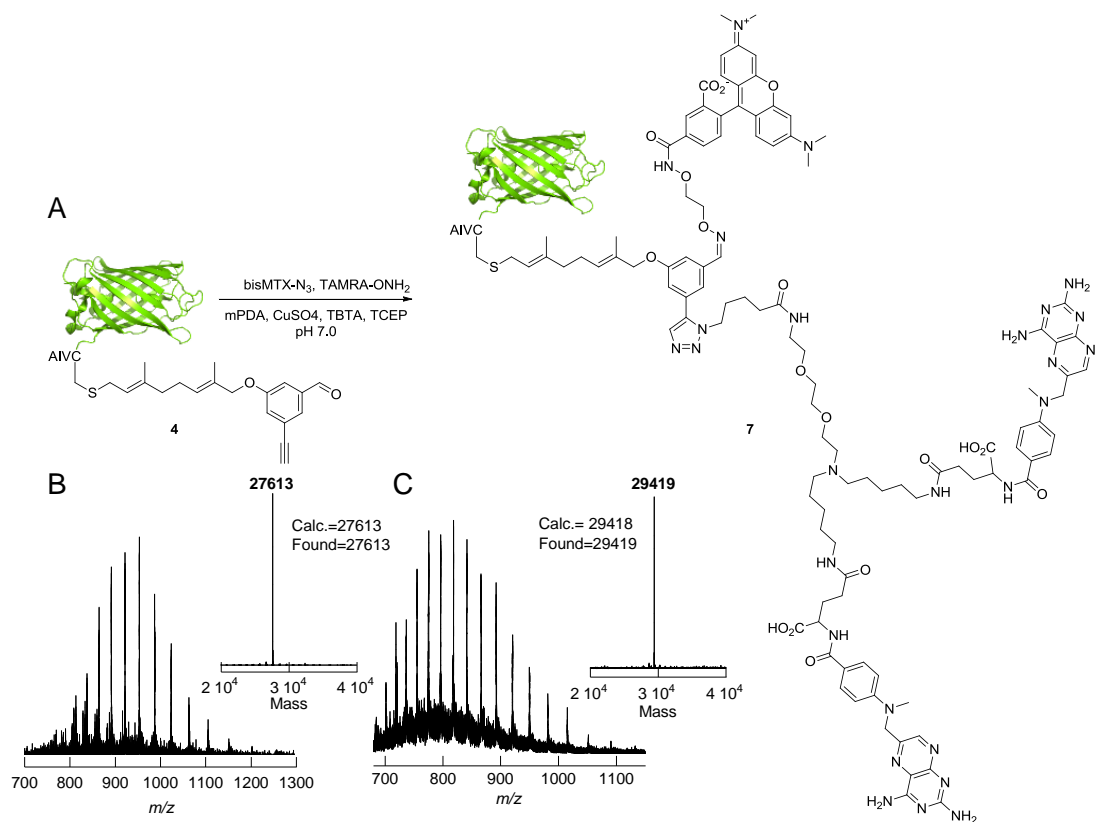 A
AIVC
S
O
O
4
bisMTX-N3, TAMRA-ONH2
mPDA, CuSO4, TBTA, TCEP
pH 7.0
AIVC
S
O
N+
CO2-
O
N
O
NH
O
O
N
N
N
N
O
NH
O
O
N
7
NH2
NH2
N
N
N
N
N
HO2C
O
N
H
N
H
O
HN
O
HO2C
NH
O
N
N
N
N
N
H2N
NH2
B
27613
Calc.=27613
Found=27613
2 10^4 3 10^4 4 10^4
Mass
700 800 900 1000 1100 1200 1300
m/z
C
29419
Calc.= 29418
Found=29419
2 10^4 3 10^4 4 10^4
Mass
700 800 900 1000 1100
m/z